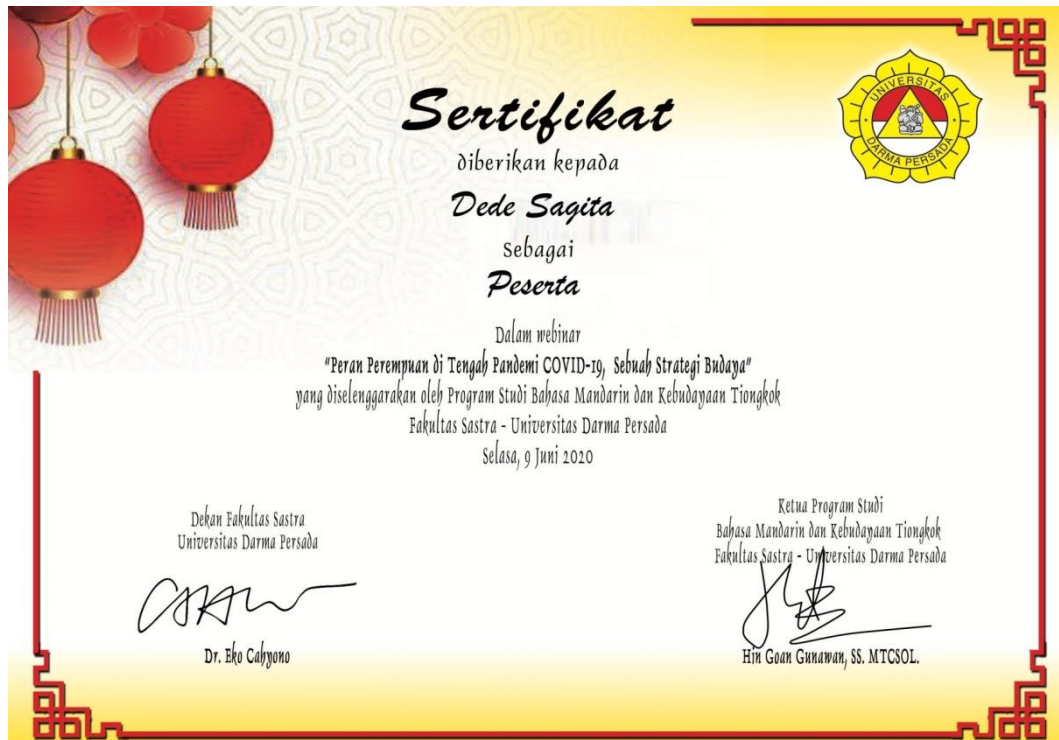 UNIVERSITAS
DARMA PERSADA
Sertifikat
diberikan kepada
Dede Sagita
sebagai
Peserta
Dalam webinar
"Peran Perempuan di Tengah Pandemi COVID-19, Sebuah Strategi Budaya"
yang diselenggarakan oleh Program Studi Bahasa Mandarin dan Kebudayaan Tiongkok
Fakultas Sastra - Universitas Darma Persada
Selasa, 9 Juni 2020
Dekan Fakultas Sastra
Universitas Darma Persada
Dr. Eko Cahyono
Ketua Program Studi
Bahasa Mandarin dan Kebudayaan Tiongkok
Fakultas Sastra - Universitas Darma Persada
Hin Goan Gunawan, SS. MTCSOL.